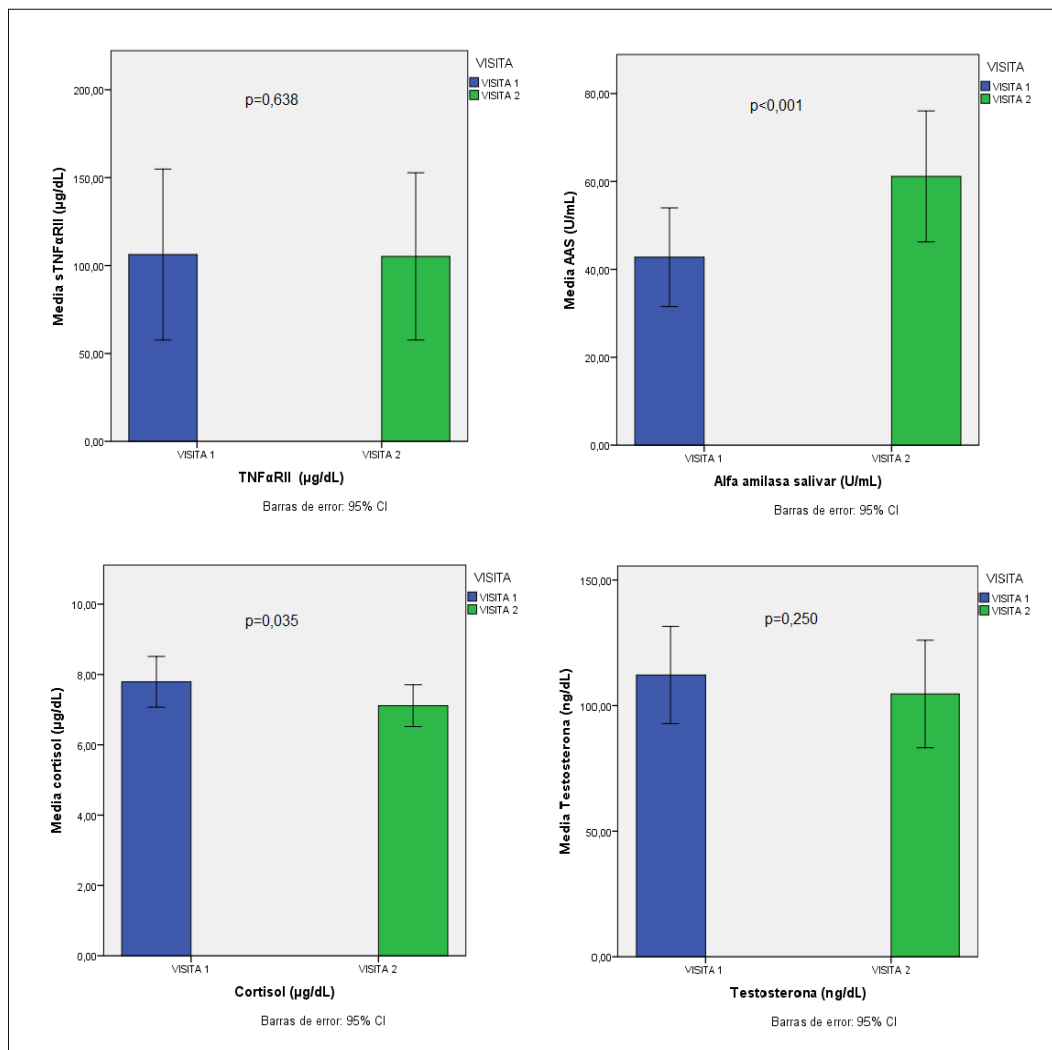 VISITA
VISITA 1
VISITA 2
p=0,638
Media sTNFαRII (µg/dL)
200,00
150,00
100,00
50,00
0,00
VISITA 1
VISITA 2
TNFαRII (µg/dL)
Barras de error: 95% CI
VISITA
VISITA 1
VISITA 2
p<0,001
Media AAS (U/mL)
80,00
60,00
40,00
20,00
0,00
VISITA 1
VISITA 2
Alfa amilasa salivar (U/mL)
Barras de error: 95% CI
VISITA
VISITA 1
VISITA 2
p=0,035
Media cortisol (µg/dL)
10,00
8,00
6,00
4,00
2,00
0,00
VISITA 1
VISITA 2
Cortisol (µg/dL)
Barras de error: 95% CI
VISITA
VISITA 1
VISITA 2
p=0,250
Media Testosterona (ng/dL)
150,00
100,00
50,00
0,00
VISITA 1
VISITA 2
Testosterona (ng/dL)
Barras de error: 95% CI